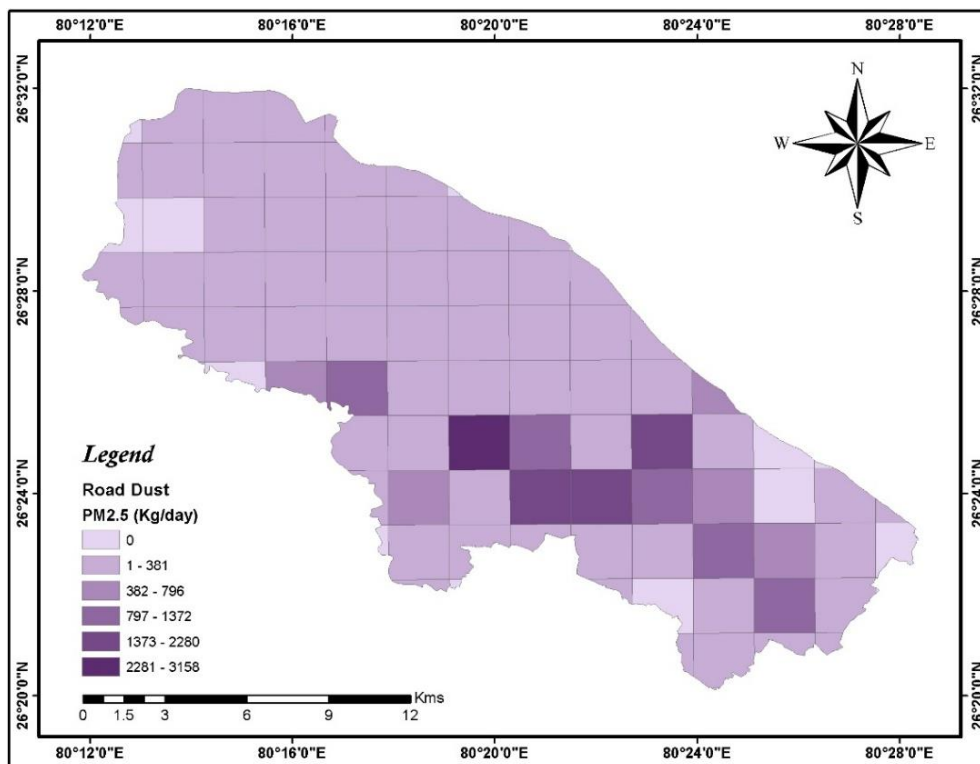 80°12'0"E 80°16'0"E 80°20'0"E 80°24'0"E 80°28'0"E
26°32'0"N 26°32'0"N
N
W E
S
26°28'0"N 26°28'0"N
Legend
Road Dust
PM2.5 (Kg/day)
0
1 - 381
382 - 796
797 - 1372
1373 - 2280
2281 - 3158
26°24'0"N 26°24'0"N
Kms
0 1.5 3 6 9 12
26°20'0"N 26°20'0"N
80°12'0"E 80°16'0"E 80°20'0"E 80°24'0"E 80°28'0"E